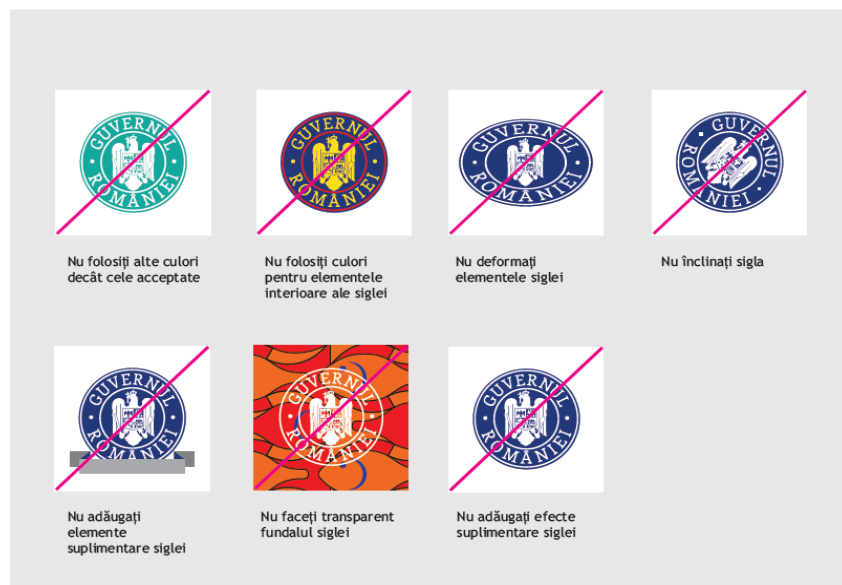 GUVERNUL
ROMÂNIEI
GUVERNUL
ROMÂNIEI
GUVERNUL
ROMÂNIEI
GUVERNUL
ROMÂNIEI
Nu folosiți alte culori
decât cele acceptate
Nu folosiți culori
pentru elementele
interioare ale siglei
Nu deformați
elementele siglei
Nu înclinați sigla
GUVERNUL
ROMÂNIEI
GUVERNUL
ROMÂNIEI
GUVERNUL
ROMÂNIEI
Nu adăugați
elemente
suplimentare siglei
Nu faceți transparent
fundalul siglei
Nu adăugați efecte
suplimentare siglei